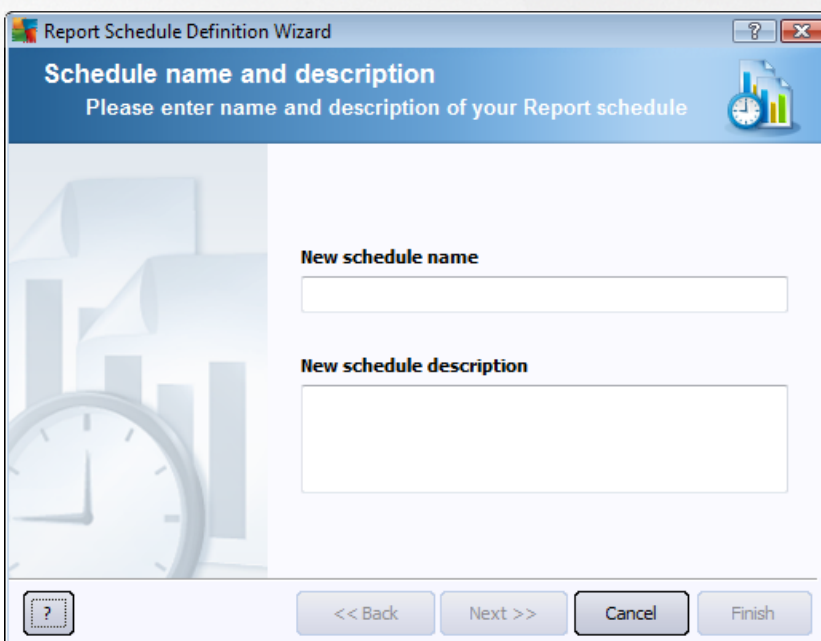 Report Schedule Definition Wizard
?
Schedule name and description
Please enter name and description of your Report schedule
New schedule name
New schedule description
?
<< Back
Next >>
Cancel
Finish